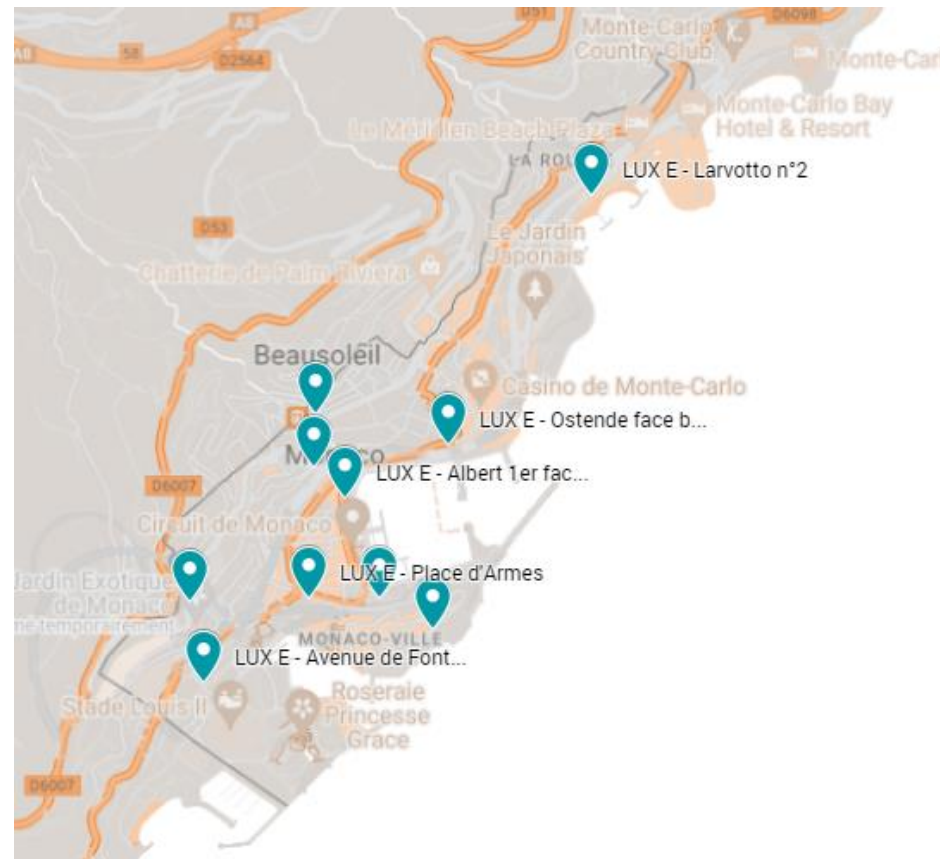 D51
D6098
A8
A8
58
D2564
Monte-Carlo
Country Club
Monte-Car
Monte-Carlo Bay
Hotel & Resort
Le Méridien Beach Plaza
LA ROU
LUX E - Larvotto n°2
D53
Le Jardin
Japonais
Chatterie de Palm Riviera
Beausoleil
Casino de Monte-Carlo
LUX E - Ostende face b...
LUX E - Albert 1er fac...
D6007
Circuit de Monaco
Jardin Exotique
de Monaco
mé temporairement
LUX E - Place d'Armes
MONACO-VILLE
LUX E - Avenue de Font...
Stade Louis II
Roseraie
Princesse
Grace
D6007